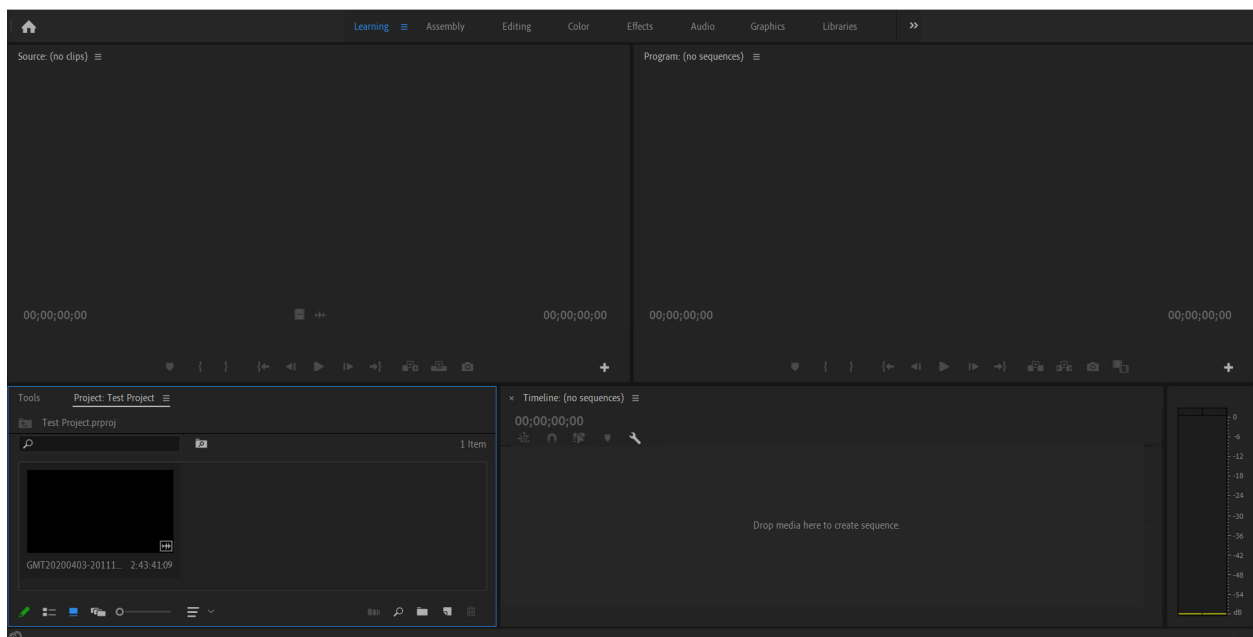 Learning Assembly Editing Color Effects Audio Graphics Libraries
Source: (no clips)
Program: (no sequences)
00;00;00;00 00;00;00;00
00;00;00;00 00;00;00;00
Tools Project: Test Project
Test Project.prproj
1 Item
GMT20200403-20111... 2:43:41:09
Timeline: (no sequences)
00;00;00;00
Drop media here to create sequence.
0
-6
-12
-18
-24
-30
-36
-42
-48
-54
dB